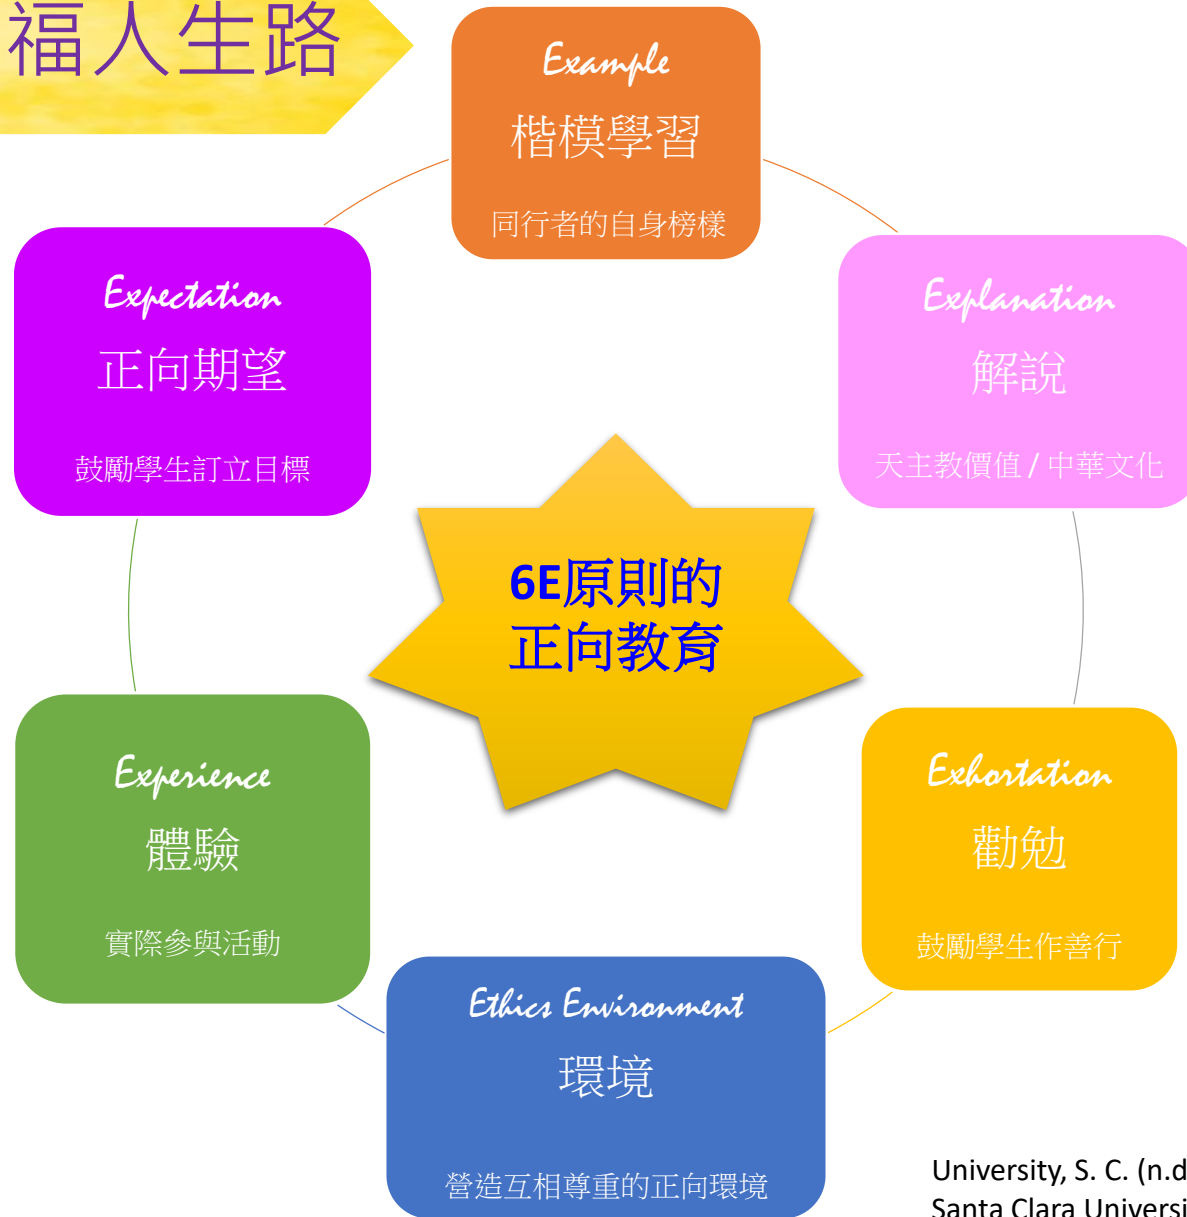 福人生路
Example
楷模學習
同行者的自身榜樣
Explanation
解說
天主教價值 / 中華文化
Exhortation
勸勉
鼓勵學生作善行
Ethics Environment
環境
營造互相尊重的正向環境
Experience
體驗
實際參與活動
Expectation
正向期望
鼓勵學生訂立目標
6E原則的
正向教育
University, S. C. (n.d
Santa Clara Universi